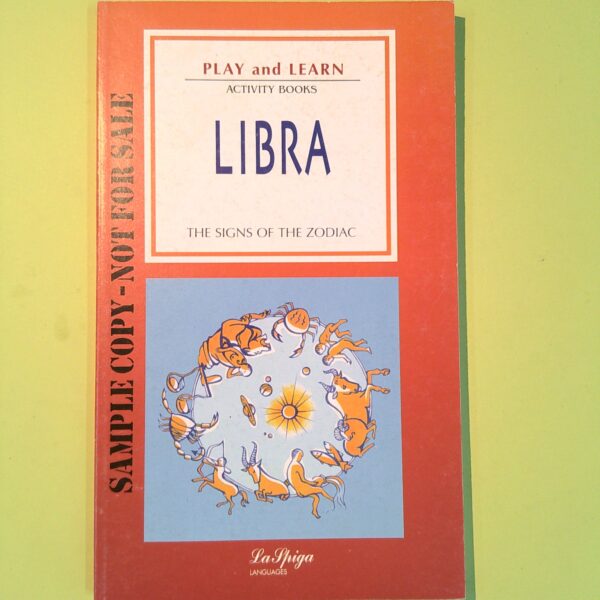 PLAY and LEARN
ACTIVITY BOOKS
LIBRA
THE SIGNS OF THE ZODIAC
SAMPLE COPY - NOT FOR SALE
La Spiga
LANGUAGES